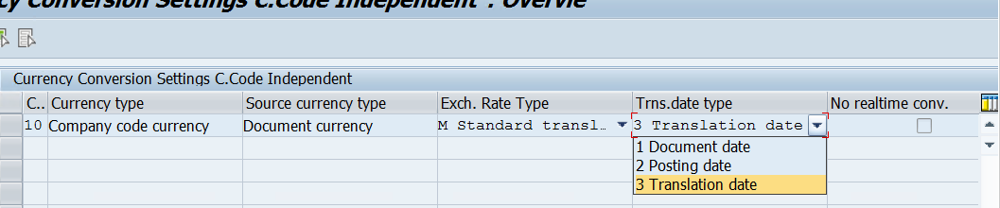 cy Conversion Settings C.Code Independent": Overvie
Currency Conversion Settings C.Code Independent
C.. Currency type Source currency type Exch. Rate Type Trns.date type No realtime conv.
10 Company code currency Document currency M Standard transl… 3 Translation date
1 Document date
2 Posting date
3 Translation date